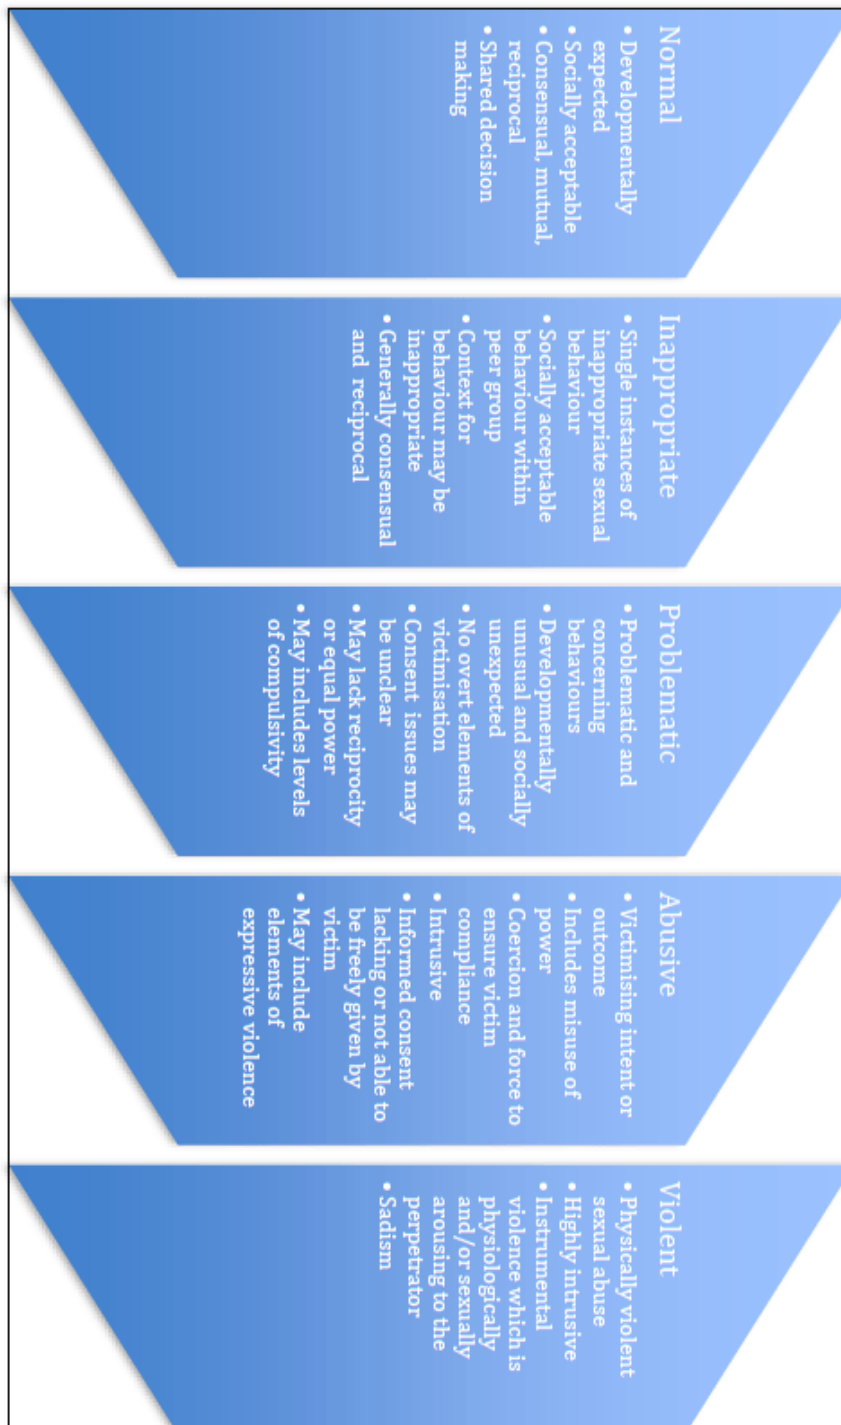 Normal
• Developmentally
expected
• Socially acceptable
• Consensual, mutual,
reciprocal
• Shared decision
making
Inappropriate
• Single instances of
inappropriate sexual
behaviour
• Socially acceptable
behaviour within
peer group
• Context for
behaviour may be
inappropriate
• Generally consensual
and reciprocal
Problematic
• Problematic and
concerning
behaviours
• Developmentally
unusual and socially
unexpected
• No overt elements of
victimisation
• Consent issues may
be unclear
• May lack reciprocity
or equal power
• May includes levels
of compulsivity
Abusive
• Victimising intent or
outcome
• Includes misuse of
power
• Coercion and force to
ensure victim
compliance
• Intrusive
• Informed consent
lacking or not able to
be freely given by
victim
• May include
elements of
expressive violence
Violent
• Physically violent
sexual abuse
• Highly intrusive
• Instrumental
violence which is
physiologically
and/or sexually
arousing to the
perpetrator
• Sadism